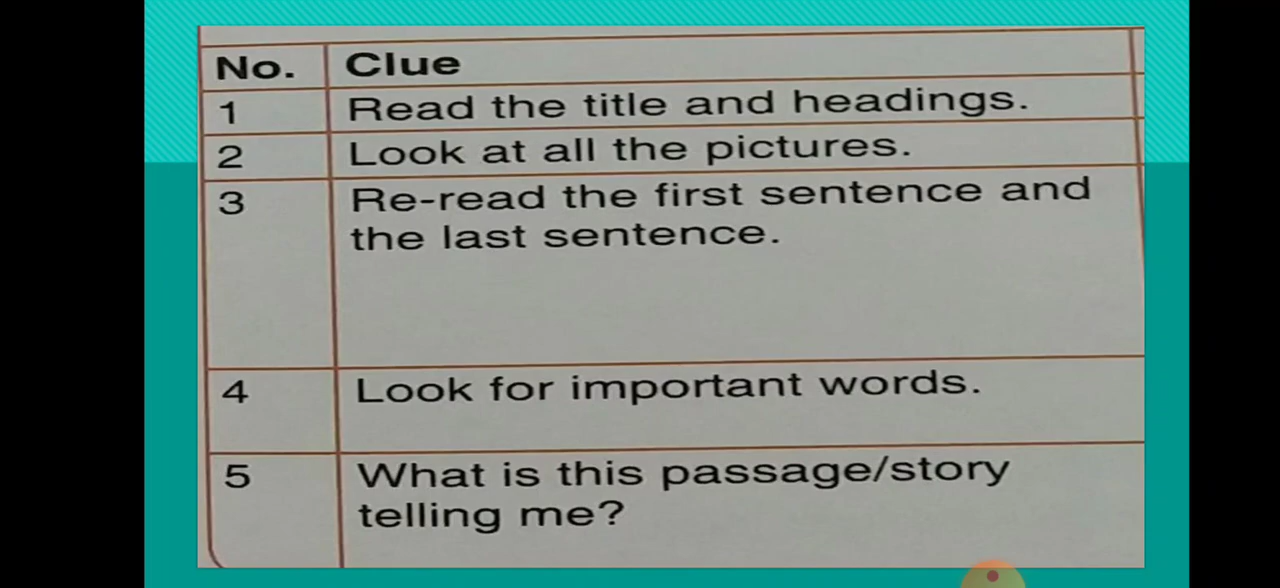 No. Clue
1 Read the title and headings.
2 Look at all the pictures.
3 Re-read the first sentence and
the last sentence.
4 Look for important words.
5 What is this passage/story
telling me?